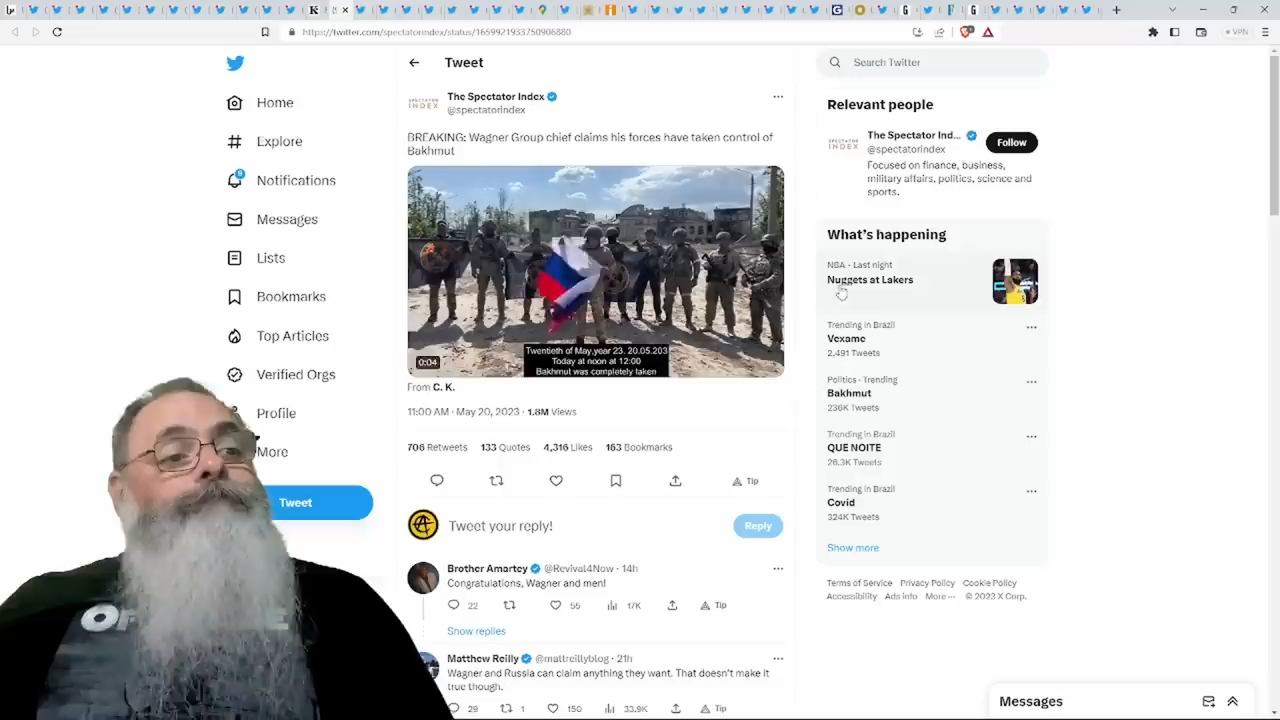 https://twitter.com/spectatorindex/status/1659921933750906880
VPN
Home
Explore
9
Notifications
Messages
Lists
Bookmarks
Top Articles
Verified Orgs
Profile
More
Tweet
Tweet
SPECTATOR
INDEX
The Spectator Index
@spectatorindex
BREAKING: Wagner Group chief claims his forces have taken control of
Bakhmut
0:04
Twentieth of May,year 23. 20.05.203
Today at noon at 12:00
Bakhmut was completely taken
From C. K.
11:00 AM · May 20, 2023 · 1.8M Views
706 Retweets 133 Quotes 4,316 Likes 163 Bookmarks
Tip
Tweet your reply!
Reply
Brother Amartey @Revival4Now · 14h
Congratulations, Wagner and men!
22 55 17K Tip
Show replies
Matthew Reilly @mattreillyblog · 21h
Wagner and Russia can claim anything they want. That doesn't make it
true though.
29 1 150 33.9K Tip
Search Twitter
Relevant people
SPECTATOR
INDEX
The Spectator Ind...
@spectatorindex
Follow
Focused on finance, business,
military affairs, politics, science and
sports.
What's happening
NBA · Last night
Nuggets at Lakers
Trending in Brazil
Vexame
2,491 Tweets
Politics · Trending
Bakhmut
236K Tweets
Trending in Brazil
QUE NOITE
26.3K Tweets
Trending in Brazil
Covid
324K Tweets
Show more
Terms of Service Privacy Policy Cookie Policy
Accessibility Ads info More ··· © 2023 X Corp.
Messages